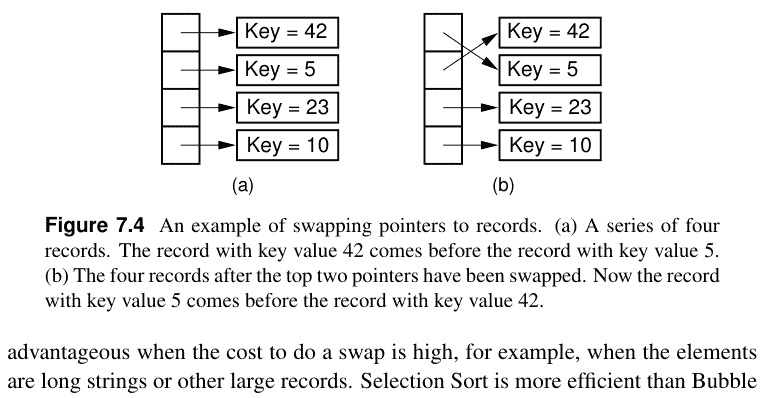 Key = 42 Key = 42
Key = 5 Key = 5
Key = 23 Key = 23
Key = 10 Key = 10
(a) (b)
Figure 7.4 An example of swapping pointers to records. (a) A series of four
records. The record with key value 42 comes before the record with key value 5.
(b) The four records after the top two pointers have been swapped. Now the record
with key value 5 comes before the record with key value 42.
advantageous when the cost to do a swap is high, for example, when the elements
are long strings or other large records. Selection Sort is more efficient than Bubble